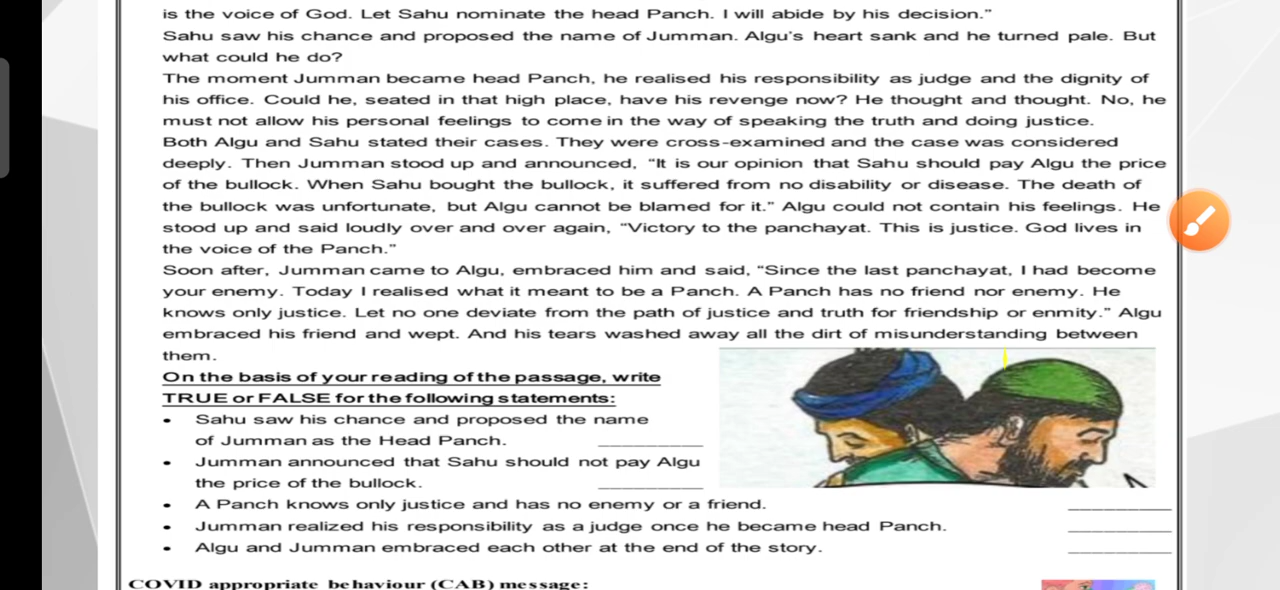 is the voice of God. Let Sahu nominate the head Panch. I will abide by his decision."
Sahu saw his chance and proposed the name of Jumman. Algu's heart sank and he turned pale. But
what could he do?
The moment Jumman became head Panch, he realised his responsibility as judge and the dignity of
his office. Could he, seated in that high place, have his revenge now? He thought and thought. No, he
must not allow his personal feelings to come in the way of speaking the truth and doing justice.
Both Algu and Sahu stated their cases. They were cross-examined and the case was considered
deeply. Then Jumman stood up and announced, "It is our opinion that Sahu should pay Algu the price
of the bullock. When Sahu bought the bullock, it suffered from no disability or disease. The death of
the bullock was unfortunate, but Algu cannot be blamed for it." Algu could not contain his feelings. He
stood up and said loudly over and over again, "Victory to the panchayat. This is justice. God lives in
the voice of the Panch."
Soon after, Jumman came to Algu, embraced him and said, "Since the last panchayat, I had become
your enemy. Today I realised what it meant to be a Panch. A Panch has no friend nor enemy. He
knows only justice. Let no one deviate from the path of justice and truth for friendship or enmity." Algu
embraced his friend and wept. And his tears washed away all the dirt of misunderstanding between
them.
On the basis of your reading of the passage, write
TRUE or FALSE for the following statements:
• Sahu saw his chance and proposed the name
of Jumman as the Head Panch. __________
• Jumman announced that Sahu should not pay Algu
the price of the bullock. __________
• A Panch knows only justice and has no enemy or a friend. __________
• Jumman realized his responsibility as a judge once he became head Panch. __________
• Algu and Jumman embraced each other at the end of the story. __________
COVID appropriate behaviour (CAB) message: